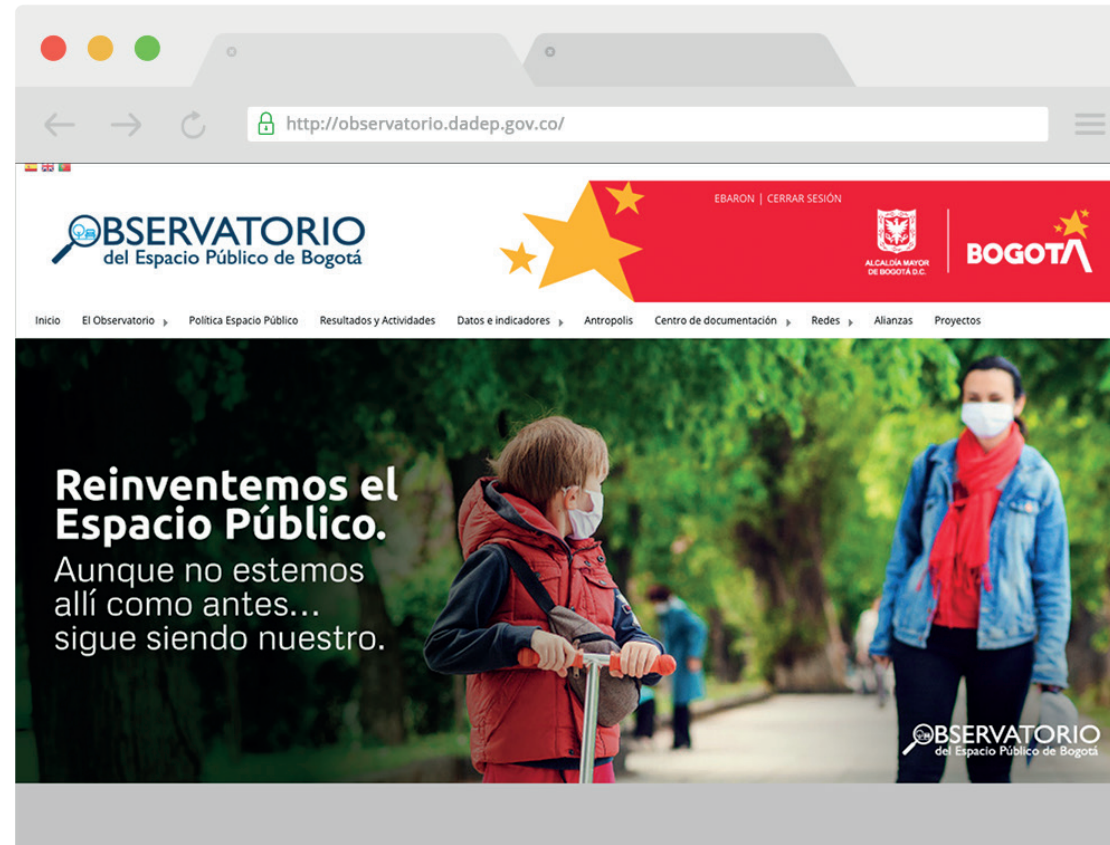 http://observatorio.dadep.gov.co/
EBARON | CERRAR SESIÓN
OBSERVATORIO
del Espacio Público de Bogotá
ALCALDÍA MAYOR
DE BOGOTÁ D.C.
BOGOTÁ
Inicio El Observatorio Política Espacio Público Resultados y Actividades Datos e indicadores Antropolis Centro de documentación Redes Alianzas Proyectos
Reinventemos el
Espacio Público.
Aunque no estemos
allí como antes...
sigue siendo nuestro.
OBSERVATORIO
del Espacio Público de Bogotá